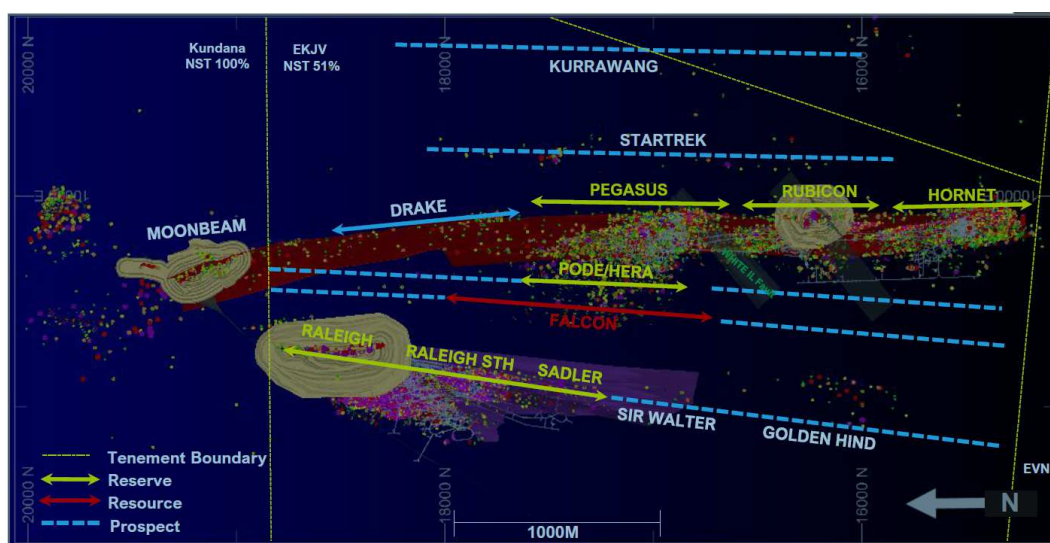 20000 N
Kundana
NST 100%
EKJV
NST 51%
18000 N
16000 N
KURRAWANG
STARTREK
PEGASUS
RUBICON
HORNET
DRAKE
MOONBEAM
PODE/HERA
FALCON
RALEIGH
RALEIGH STH
SADLER
SIR WALTER
GOLDEN HIND
Tenement Boundary
Reserve
Resource
Prospect
20000 N
18000 N
1000M
16000 N
EVN
N